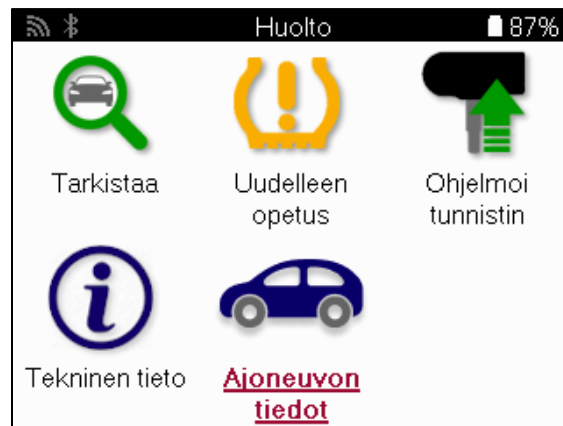 Huolto
87%
Tarkistaa
Uudelleen
opetus
Ohjelmoi
tunnistin
Tekninen tieto
Ajoneuvon
tiedot